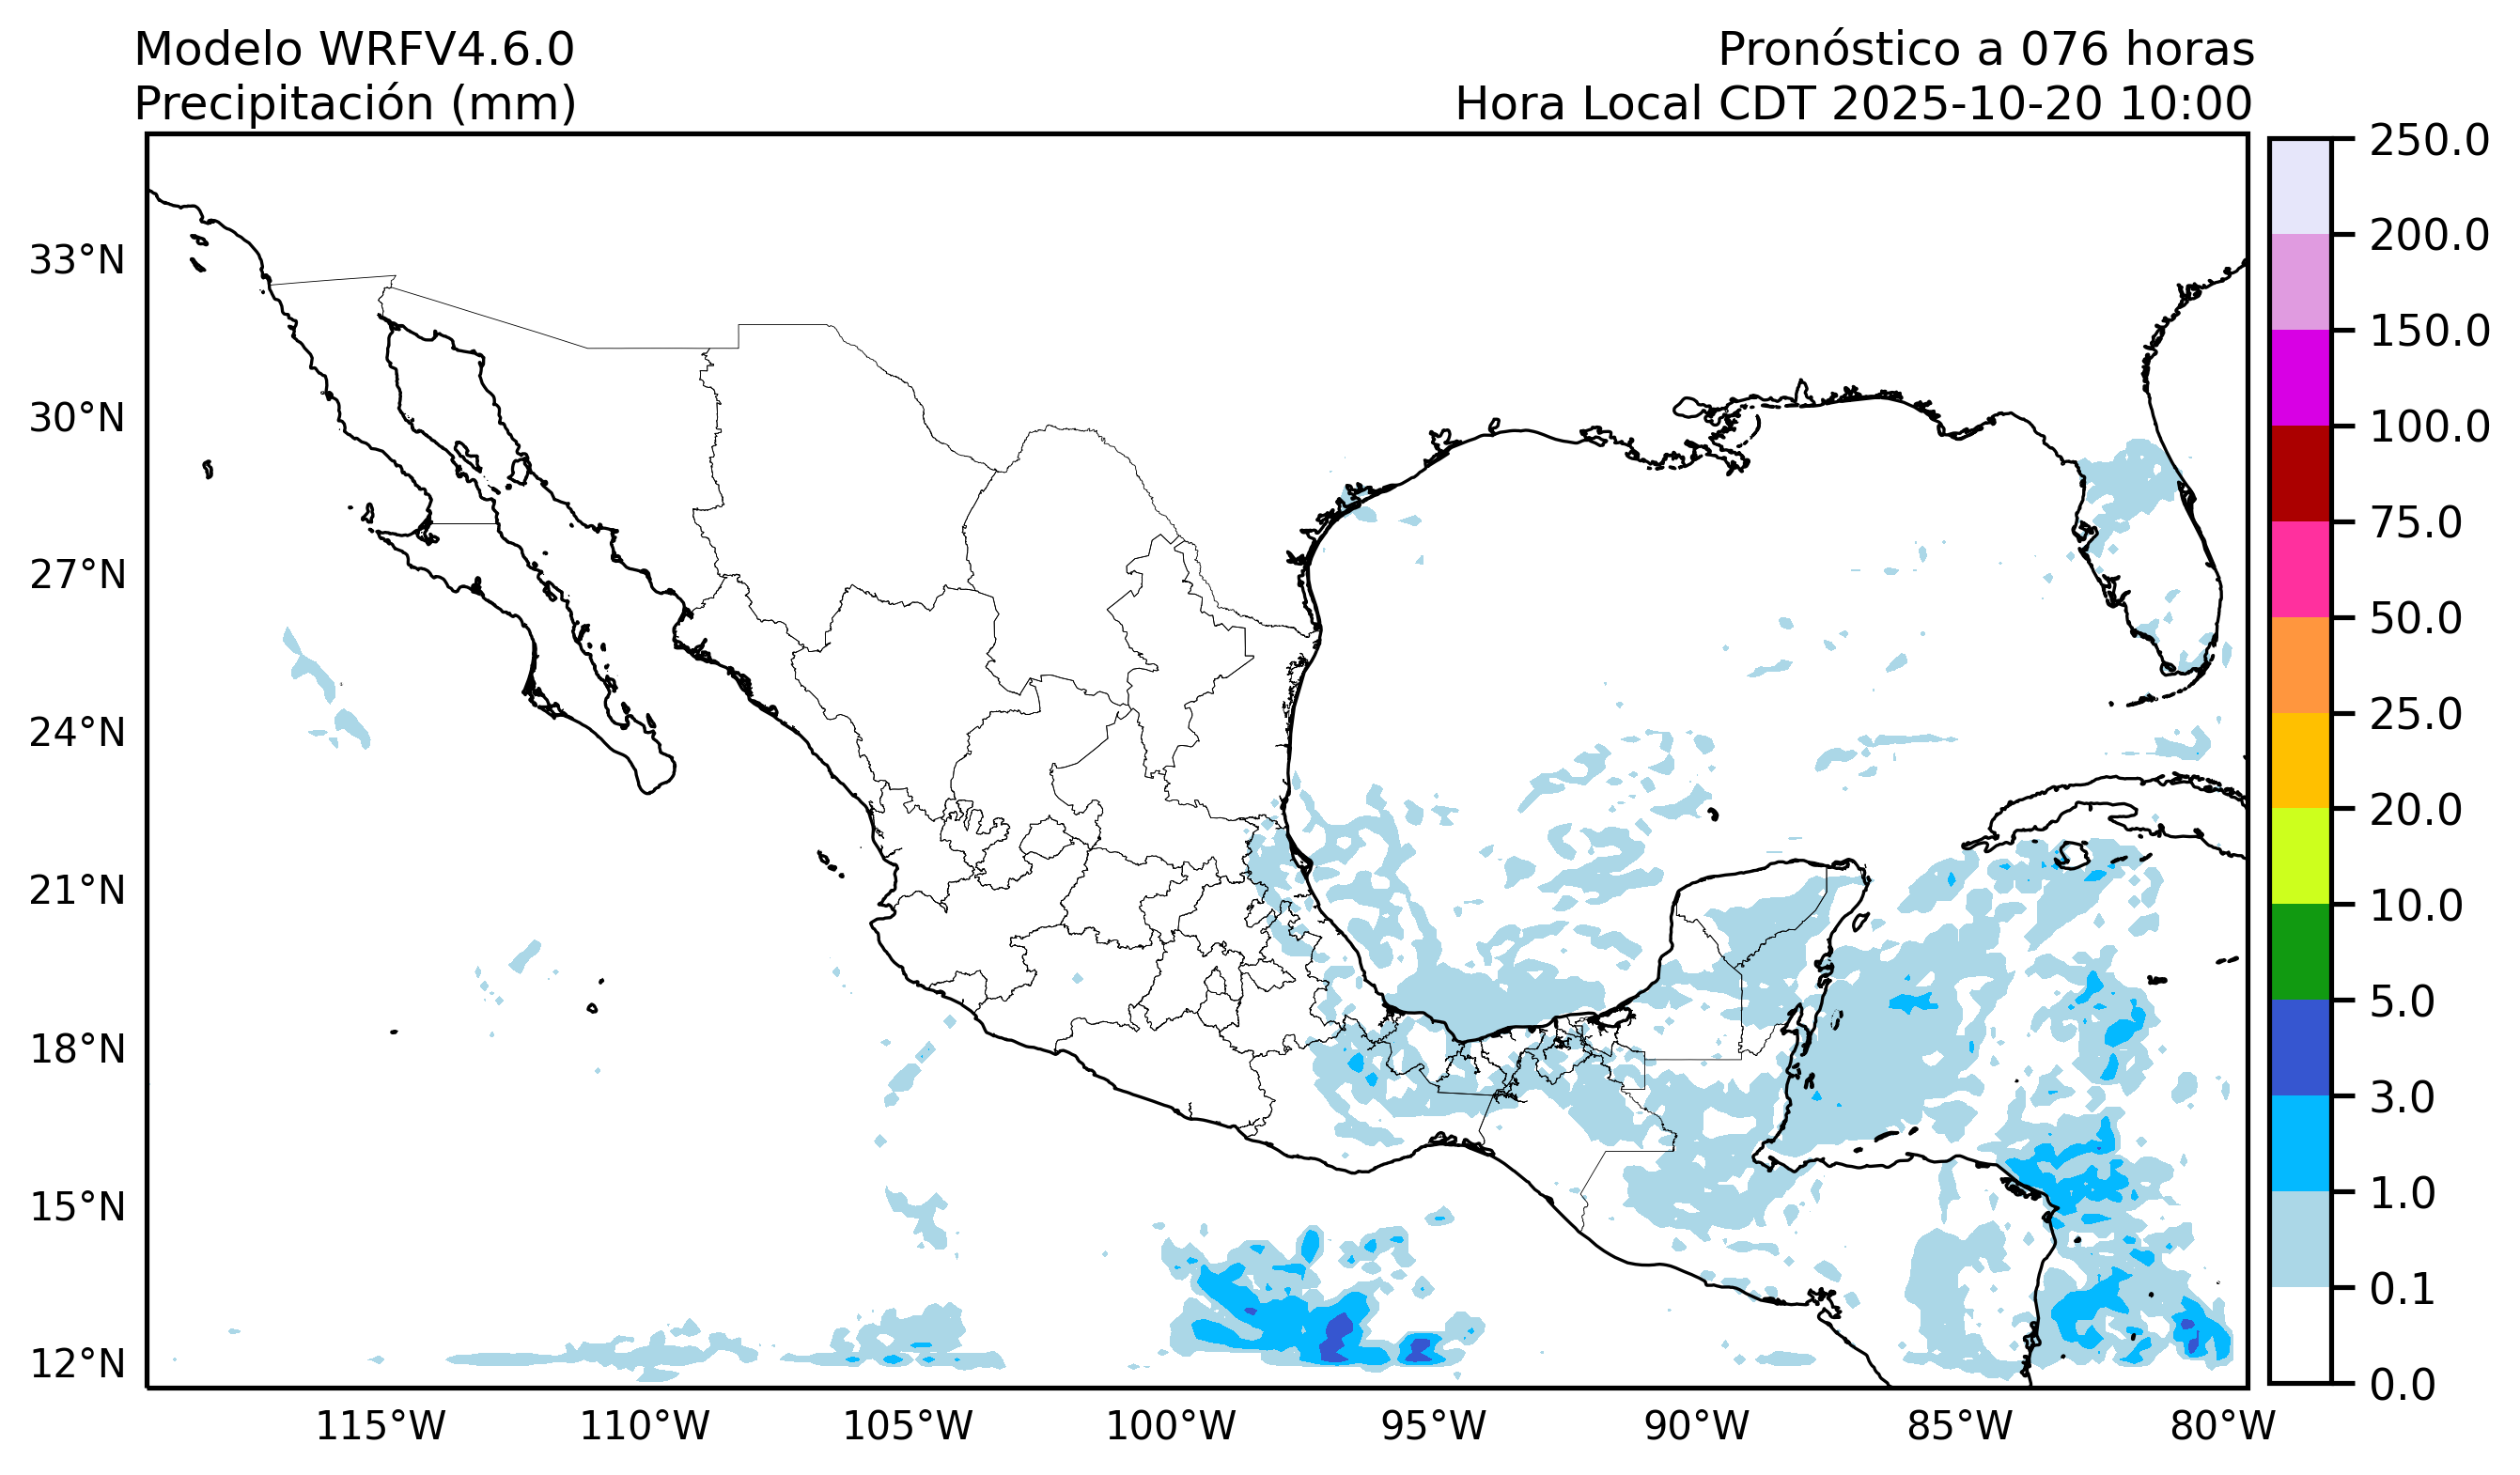 Modelo WRFV4.6.0
Precipitación (mm)
Pronóstico a 076 horas
Hora Local CDT 2025-10-20 10:00
33°N
30°N
27°N
24°N
21°N
18°N
15°N
12°N
115°W
110°W
105°W
100°W
95°W
90°W
85°W
80°W
250.0
200.0
150.0
100.0
75.0
50.0
25.0
20.0
10.0
5.0
3.0
1.0
0.1
0.0